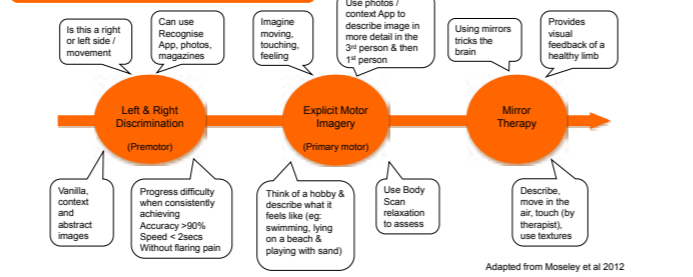 Is this a right
or left side /
movement
Can use
Recognise
App, photos,
magazines
Imagine
moving,
touching,
feeling
Use photos /
context App to
describe image in
more detail in the
3rd person & then
1st person
Using mirrors
tricks the
brain
Provides
visual
feedback of a
healthy limb
Left & Right
Discrimination
(Premotor)
Explicit Motor
Imagery
(Primary motor)
Mirror
Therapy
Vanilla,
context
and
abstract
images
Progress difficulty
when consistently
achieving
Accuracy >90%
Speed < 2secs
Without flaring pain
Think of a hobby &
describe what it
feels like (eg:
swimming, lying
on a beach &
playing with sand)
Use Body
Scan
relaxation
to assess
Describe,
move in the
air, touch (by
therapist),
use textures
Adapted from Moseley et al 2012